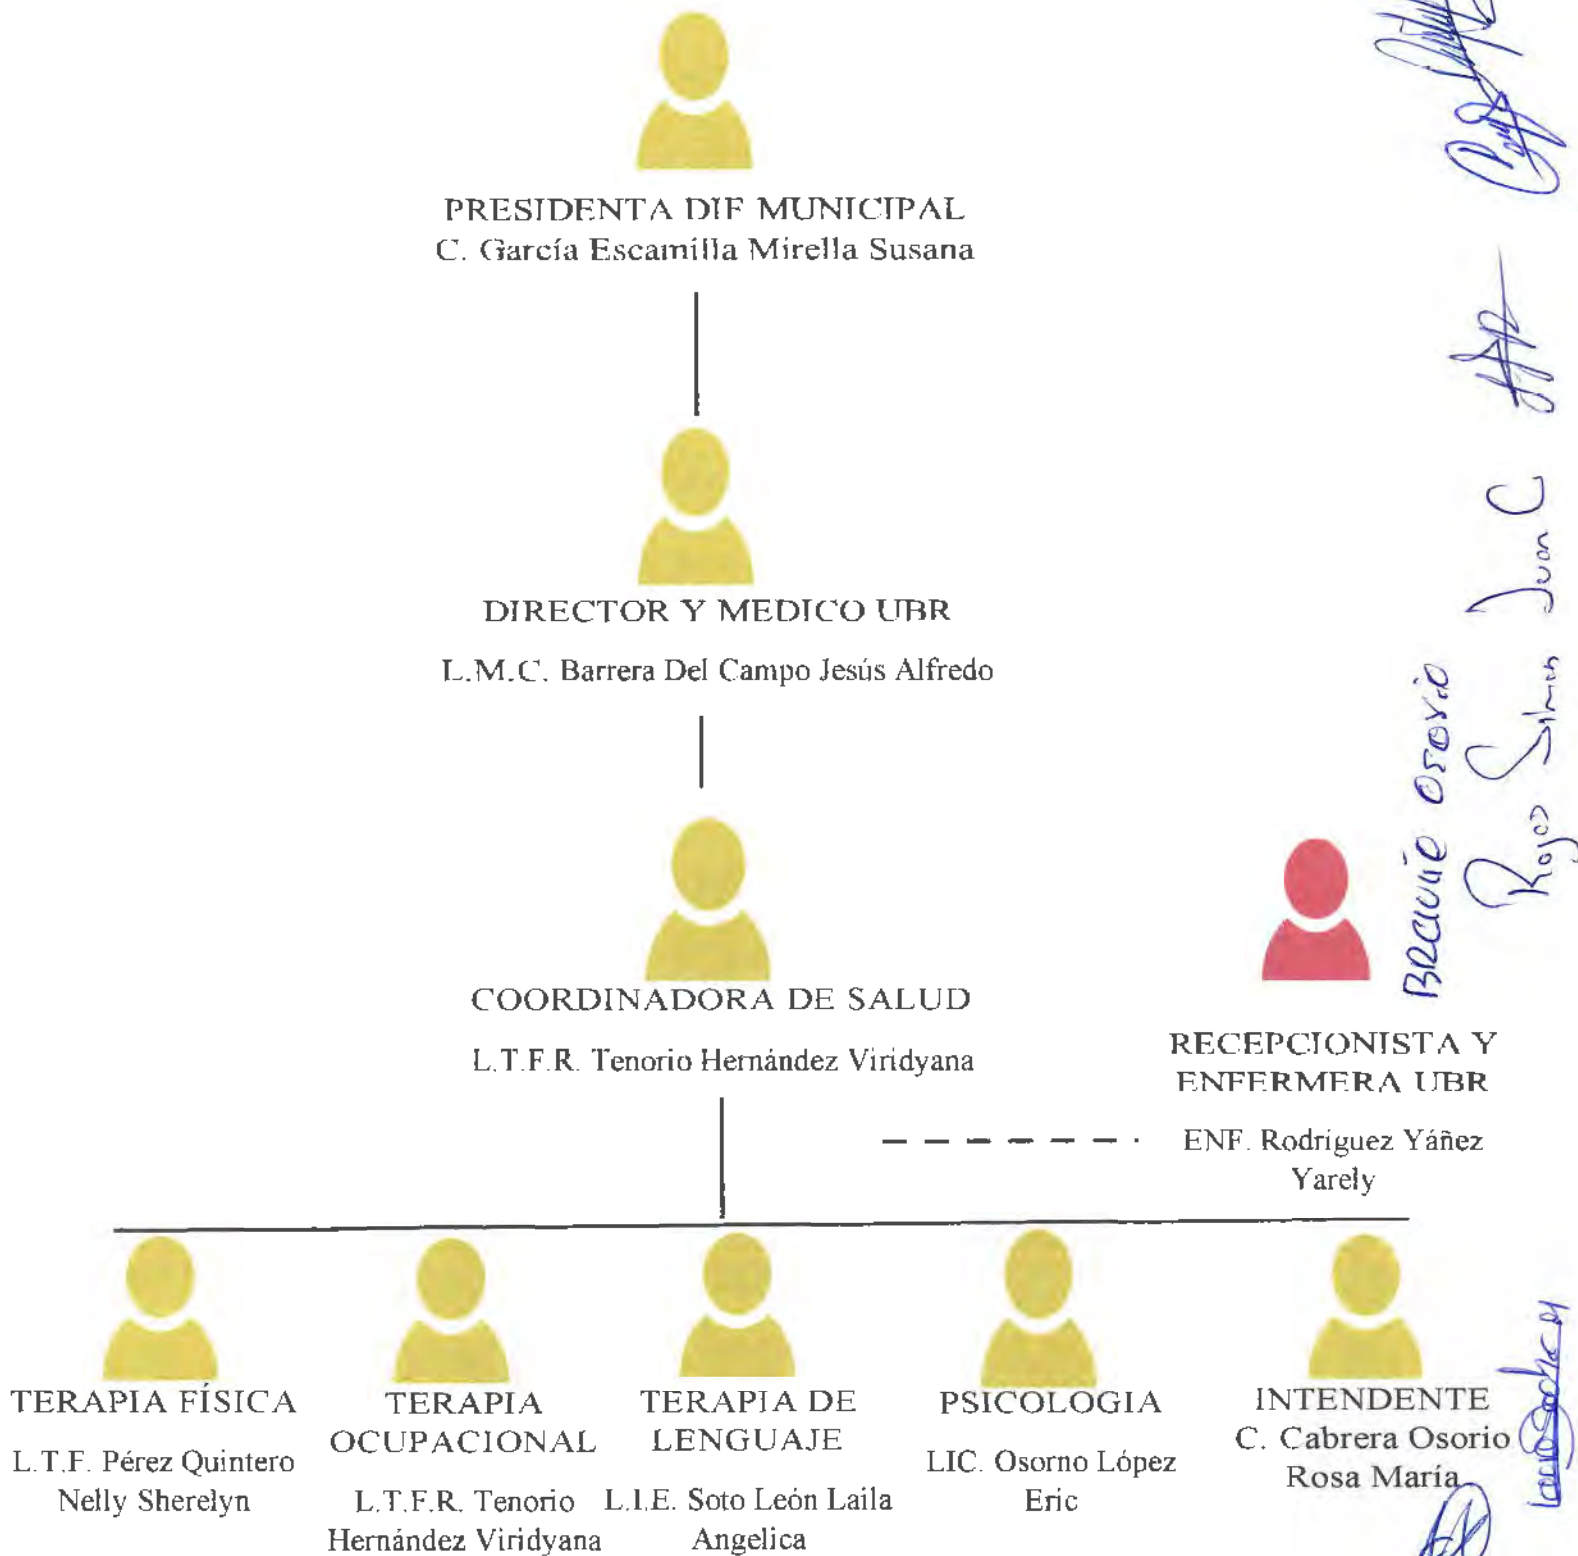 PRESIDENTA DIF MUNICIPAL
C. García Escamilla Mirella Susana
DIRECTOR Y MEDICO UBR
L.M.C. Barrera Del Campo Jesús Alfredo
COORDINADORA DE SALUD
L.T.F.R. Tenorio Hernández Viridyana
RECEPCIONISTA Y
ENFERMERA UBR
ENF. Rodríguez Yáñez
Yarely
TERAPIA FÍSICA
L.T.F. Pérez Quintero
Nelly Sherelyn
TERAPIA
OCUPACIONAL
L.T.F.R. Tenorio
Hernández Viridyana
TERAPIA DE
LENGUAJE
L.I.E. Soto León Laila
Angelica
PSICOLOGIA
LIC. Osorno López
Eric
INTENDENTE
C. Cabrera Osorio
Rosa María
Osorio
Rojas Juan C